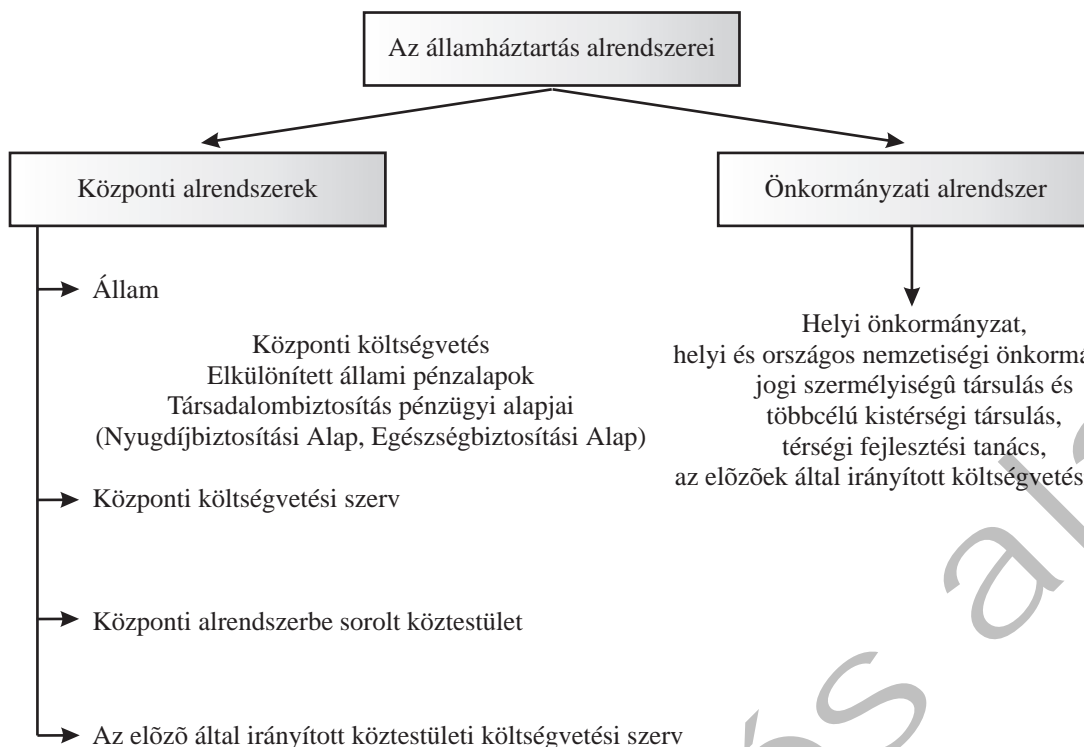 Az államháztartás alrendszerei
Központi alrendszerek
Önkormányzati alrendszer
Állam
Központi költségvetés
Elkülönített állami pénzalapok
Társadalombiztosítás pénzügyi alapjai
(Nyugdíjbiztosítási Alap, Egészségbiztosítási Alap)
Központi költségvetési szerv
Központi alrendszerbe sorolt köztestület
Az elõzõ által irányított köztestületi költségvetési szerv
Helyi önkormányzat,
helyi és országos nemzetiségi
jogi szermélyiségû társulás és
többcélú kistérségi társulás,
térségi fejlesztési tanács,
az elõzõek által irányított